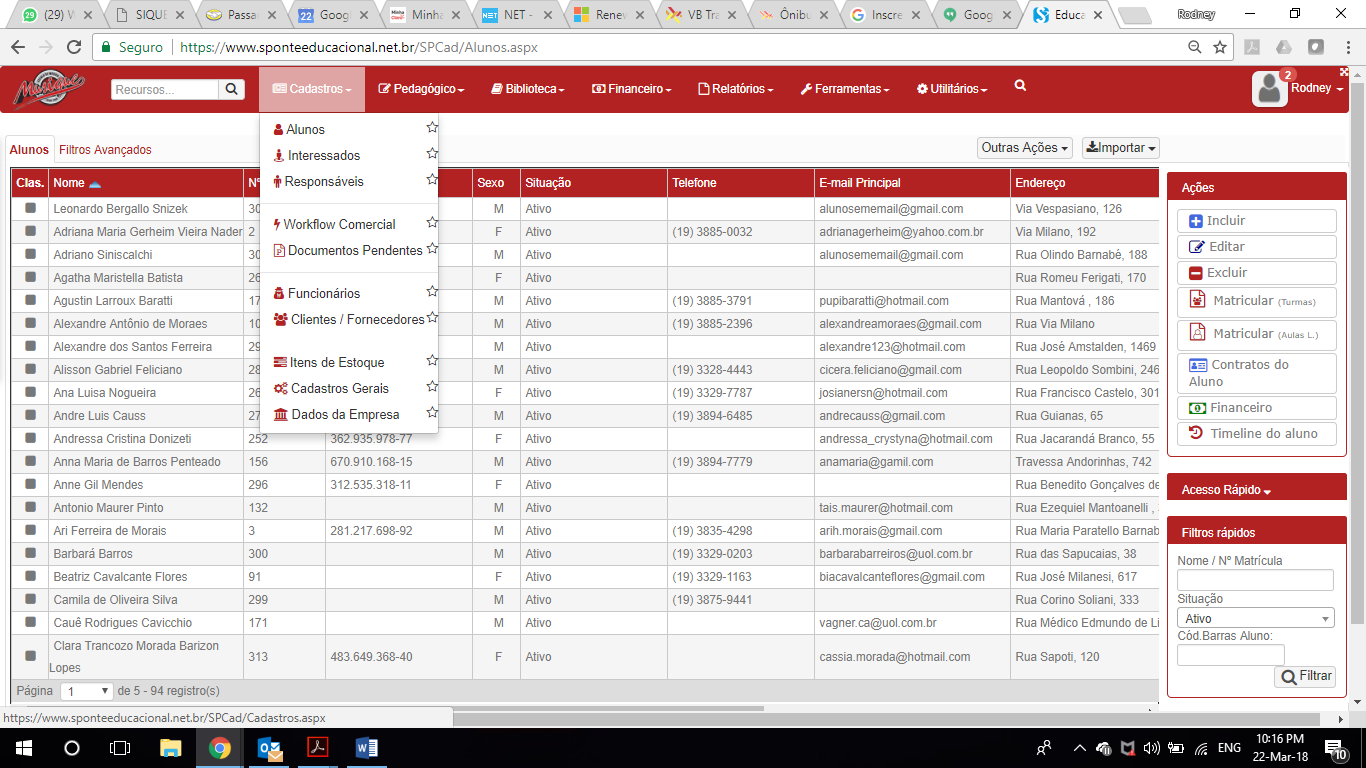 (29) W
SIQUE
Passa
Googl
Minha
NET -
Renev
VB Tra
Ônibu
Inscre
Googl
Educa
Rodney
Seguro https://www.sponteeducacional.net.br/SPCad/Alunos.aspx
Recursos...
Cadastros
Pedagógico
Biblioteca
Financeiro
Relatórios
Ferramentas
Utilitários
2
Rodney
Alunos
Interessados
Responsáveis
Workflow Comercial
Documentos Pendentes
Funcionários
Clientes / Fornecedores
Itens de Estoque
Cadastros Gerais
Dados da Empresa
Alunos Filtros Avançados
Outras Ações Importar
Clas. Nome Nº Sexo Situação Telefone E-mail Principal Endereço
Leonardo Bergallo Snizek 30 M Ativo alunosememail@gmail.com Via Vespasiano, 126
Adriana Maria Gerheim Vieira Nader 2 F Ativo (19) 3885-0032 adrianagerheim@yahoo.com.br Via Milano, 192
Adriano Siniscalchi 30 M Ativo alunosememail@gmail.com Rua Olindo Barnabé, 188
Agatha Maristella Batista 26 F Ativo Rua Romeu Ferigati, 170
Agustin Larroux Baratti 17 M Ativo (19) 3885-3791 pupibaratti@hotmail.com Rua Mantová , 186
Alexandre Antônio de Moraes 10 M Ativo (19) 3885-2396 alexandreamoraes@gmail.com Rua Via Milano
Alexandre dos Santos Ferreira 29 M Ativo alexandre123@hotmail.com Rua José Amstalden, 1469
Alisson Gabriel Feliciano 28 M Ativo (19) 3328-4443 cicera.feliciano@gmail.com Rua Leopoldo Sombini, 246
Ana Luisa Nogueira 26 F Ativo (19) 3329-7787 josianersn@hotmail.com Rua Francisco Castelo, 301
Andre Luis Causs 27 M Ativo (19) 3894-6485 andrecauss@gmail.com Rua Guianas, 65
Andressa Cristina Donizeti 252 362.935.978-77 F Ativo andressa_crystyna@hotmail.com Rua Jacarandá Branco, 55
Anna Maria de Barros Penteado 156 670.910.168-15 M Ativo (19) 3894-7779 anamaria@gamil.com Travessa Andorinhas, 742
Anne Gil Mendes 296 312.535.318-11 F Ativo Rua Benedito Gonçalves de
Antonio Maurer Pinto 132 M Ativo tais.maurer@hotmail.com Rua Ezequiel Mantoanelli ,
Ari Ferreira de Morais 3 281.217.698-92 M Ativo (19) 3835-4298 arih.morais@gmail.com Rua Maria Paratello Barnab
Barbará Barros 300 M Ativo (19) 3329-0203 barbarabarreiros@uol.com.br Rua das Sapucaias, 38
Beatriz Cavalcante Flores 91 F Ativo (19) 3329-1163 biacavalcanteflores@gmail.com Rua José Milanesi, 617
Camila de Oliveira Silva 299 M Ativo (19) 3875-9441 Rua Corino Soliani, 333
Cauê Rodrigues Cavicchio 171 M Ativo vagner.ca@uol.com.br Rua Médico Edmundo de Li
Clara Trancozo Morada Barizon
Lopes 313 483.649.368-40 F Ativo cassia.morada@hotmail.com Rua Sapoti, 120
Página 1 de 5 - 94 registro(s)
Ações
Incluir
Editar
Excluir
Matricular (Turmas)
Matricular (Aulas L.)
Contratos do
Aluno
Financeiro
Timeline do aluno
Acesso Rápido
Filtros rápidos
Nome / Nº Matrícula
Situação
Ativo
Cód.Barras Aluno:
Filtrar
https://www.sponteeducacional.net.br/SPCad/Cadastros.aspx
ENG
10:16 PM
22-Mar-18
10